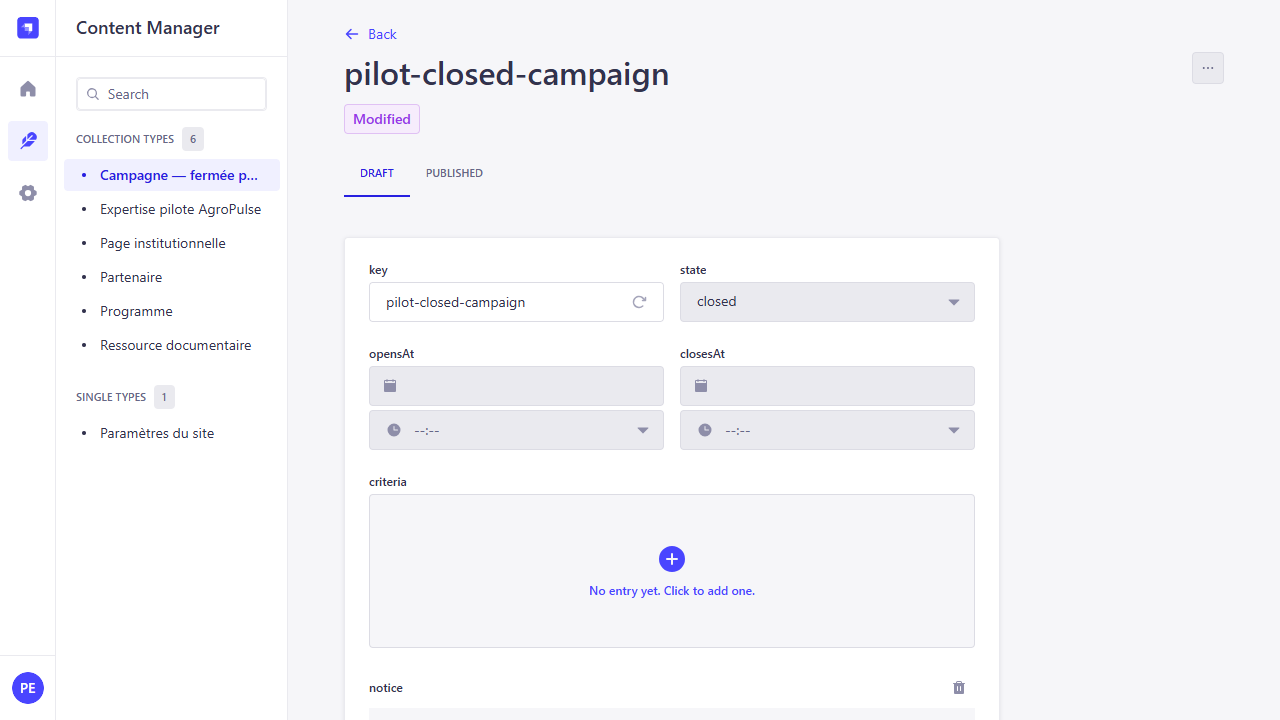 Content Manager
Search
COLLECTION TYPES 6
Campagne — fermée p...
Expertise pilote AgroPulse
Page institutionnelle
Partenaire
Programme
Ressource documentaire
SINGLE TYPES 1
Paramètres du site
PE
Back
pilot-closed-campaign
Modified
DRAFT PUBLISHED
key state
pilot-closed-campaign closed
opensAt closesAt
--:-- --:--
criteria
No entry yet. Click to add one.
notice